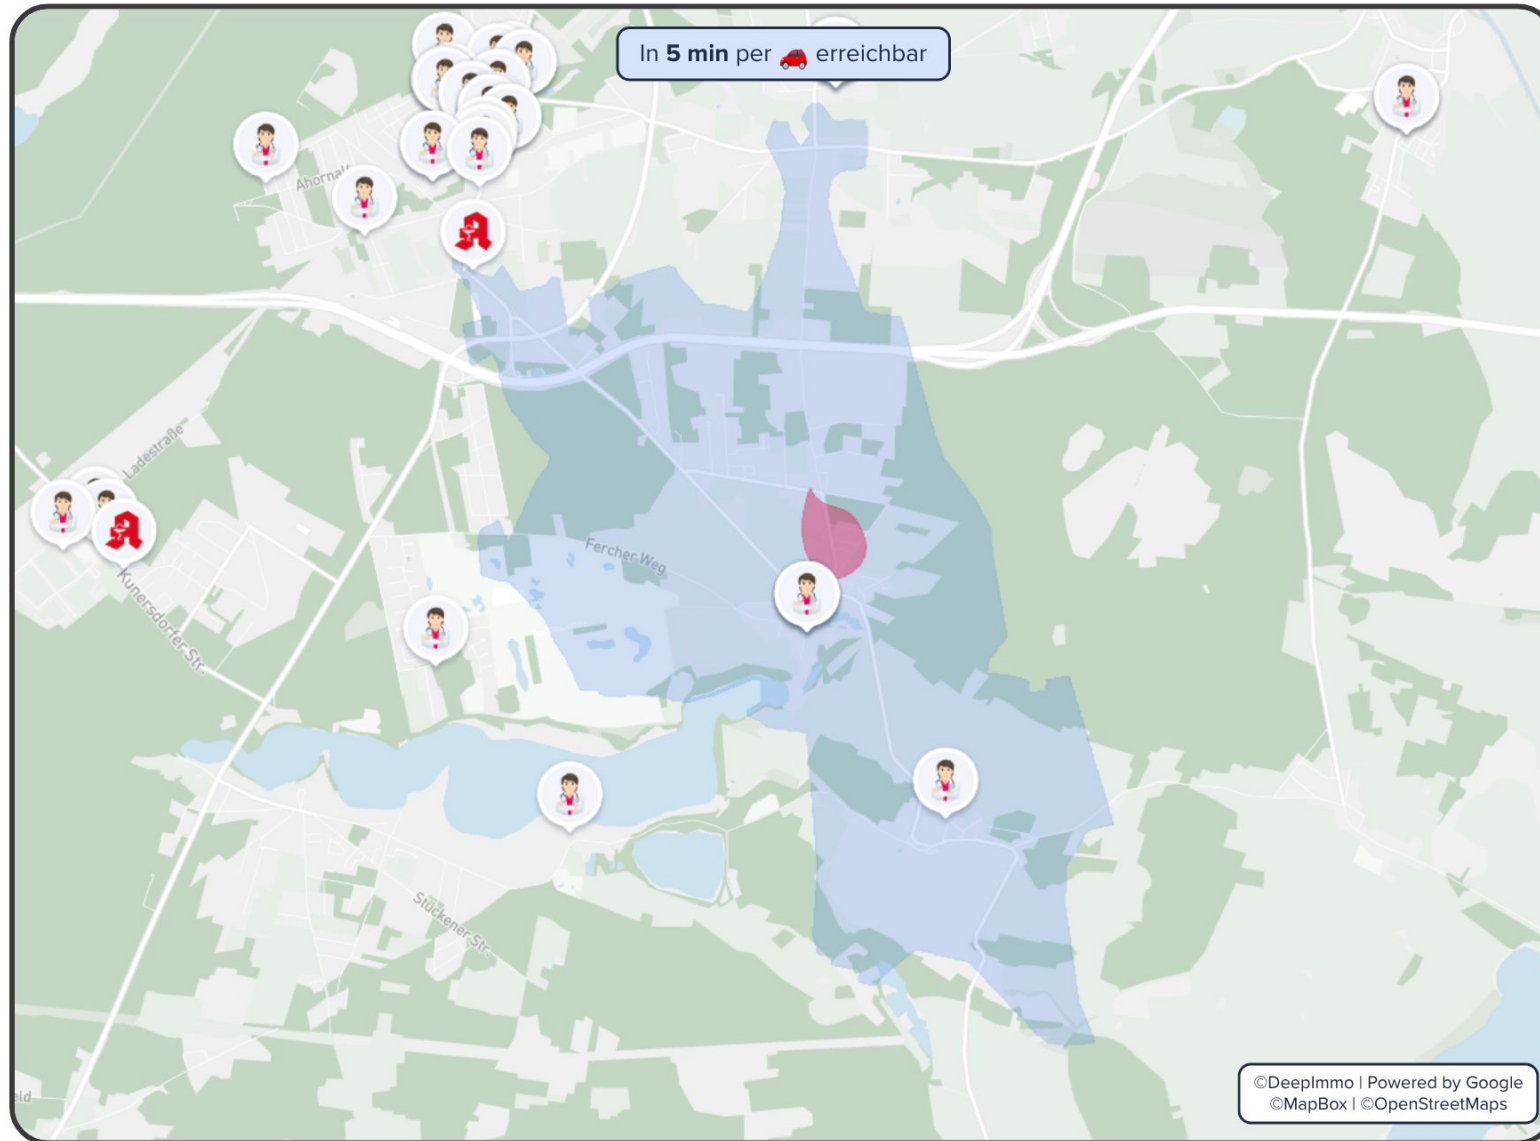 In 5 min per 🚗 erreichbar
Ahornal
Ladestraße
Fercher Weg
Kunersdorfer Str.
Stückener Str.
eld
©DeepImmo | Powered by Google
©MapBox | ©OpenStreetMaps